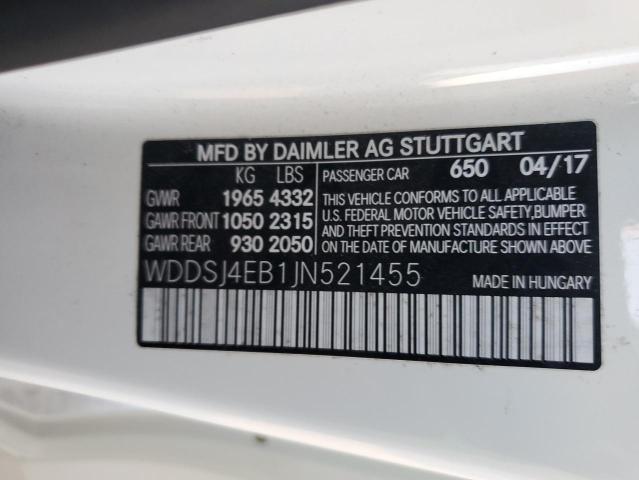 MFD BY DAIMLER AG STUTTGART
KG LBS
GVWR 1965 4332
GAWR FRONT 1050 2315
GAWR REAR 930 2050
PASSENGER CAR 650 04/17
THIS VEHICLE CONFORMS TO ALL APPLICABLE
U.S. FEDERAL MOTOR VEHICLE SAFETY,BUMPER
AND THEFT PREVENTION STANDARDS IN EFFECT
ON THE DATE OF MANUFACTURE SHOWN ABOVE.
WDDSJ4EB1JN521455
MADE IN HUNGARY